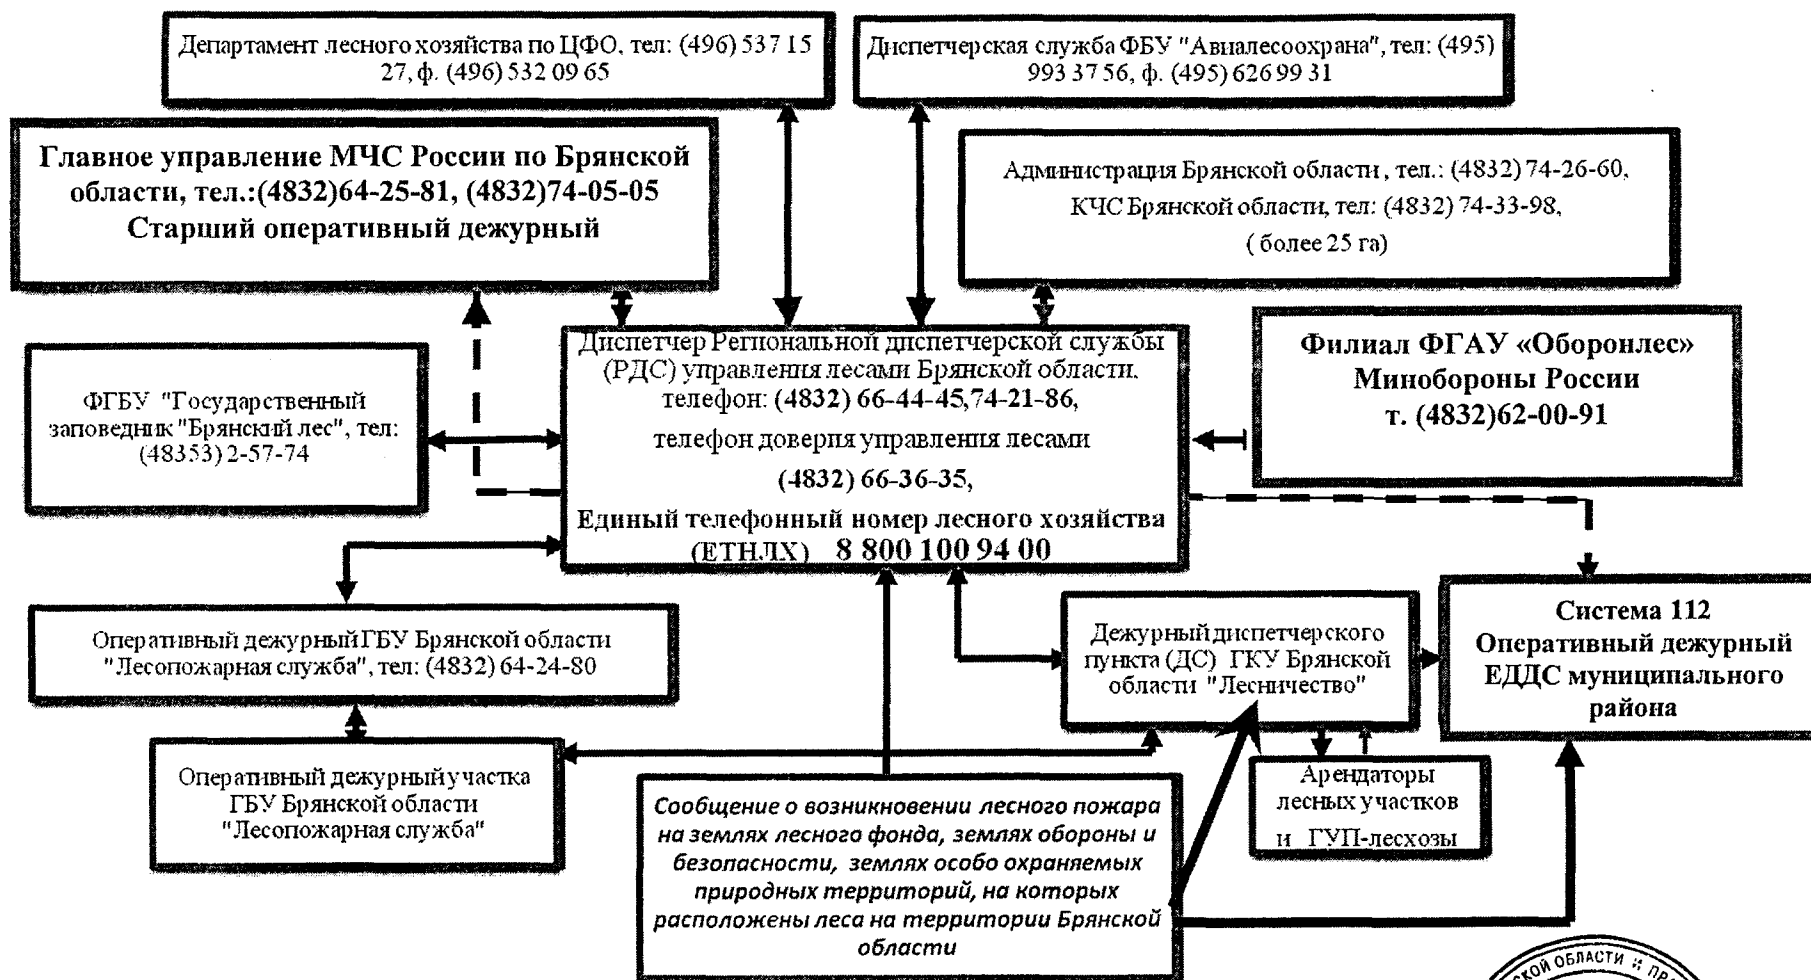 Департамент лесного хозяйства по ЦФО, тел: (496) 537 15
27, ф. (496) 532 09 65
Диспетчерская служба ФБУ "Авиалесоохрана", тел: (495)
993 37 56, ф. (495) 626 99 31
Главное управление МЧС России по Брянской
области, тел.:(4832)64-25-81, (4832)74-05-05
Старший оперативный дежурный
Администрация Брянской области, тел.: (4832) 74-26-60,
КЧС Брянской области, тел: (4832) 74-33-98,
( более 25 га)
ФГБУ "Государственный
заповедник "Брянский лес", тел:
(48353) 2-57-74
Диспетчер Региональной диспетчерской службы
(РДС) управления лесами Брянской области,
телефон: (4832) 66-44-45,74-21-86,
телефон доверия управления лесами
(4832) 66-36-35,
Единый телефонный номер лесного хозяйства
(ЕТНЛХ) 8 800 100 94 00
Филиал ФГАУ «Оборонлес»
Минобороны России
т. (4832)62-00-91
Оперативный дежурный ГБУ Брянской области
"Лесопожарная служба", тел: (4832) 64-24-80
Дежурный диспетчерского
пункта (ДС) ГКУ Брянской
области "Лесничество"
Система 112
Оперативный дежурный
ЕДДС муниципального
района
Оперативный дежурный участка
ГБУ Брянской области
"Лесопожарная служба"
Сообщение о возникновении лесного пожара
на землях лесного фонда, землях обороны и
безопасности, землях особо охраняемых
природных территорий, на которых
расположены леса на территории Брянской
области
Арендаторы
лесных участков
и ГУП-лесхозы
ОБЛАСТИ